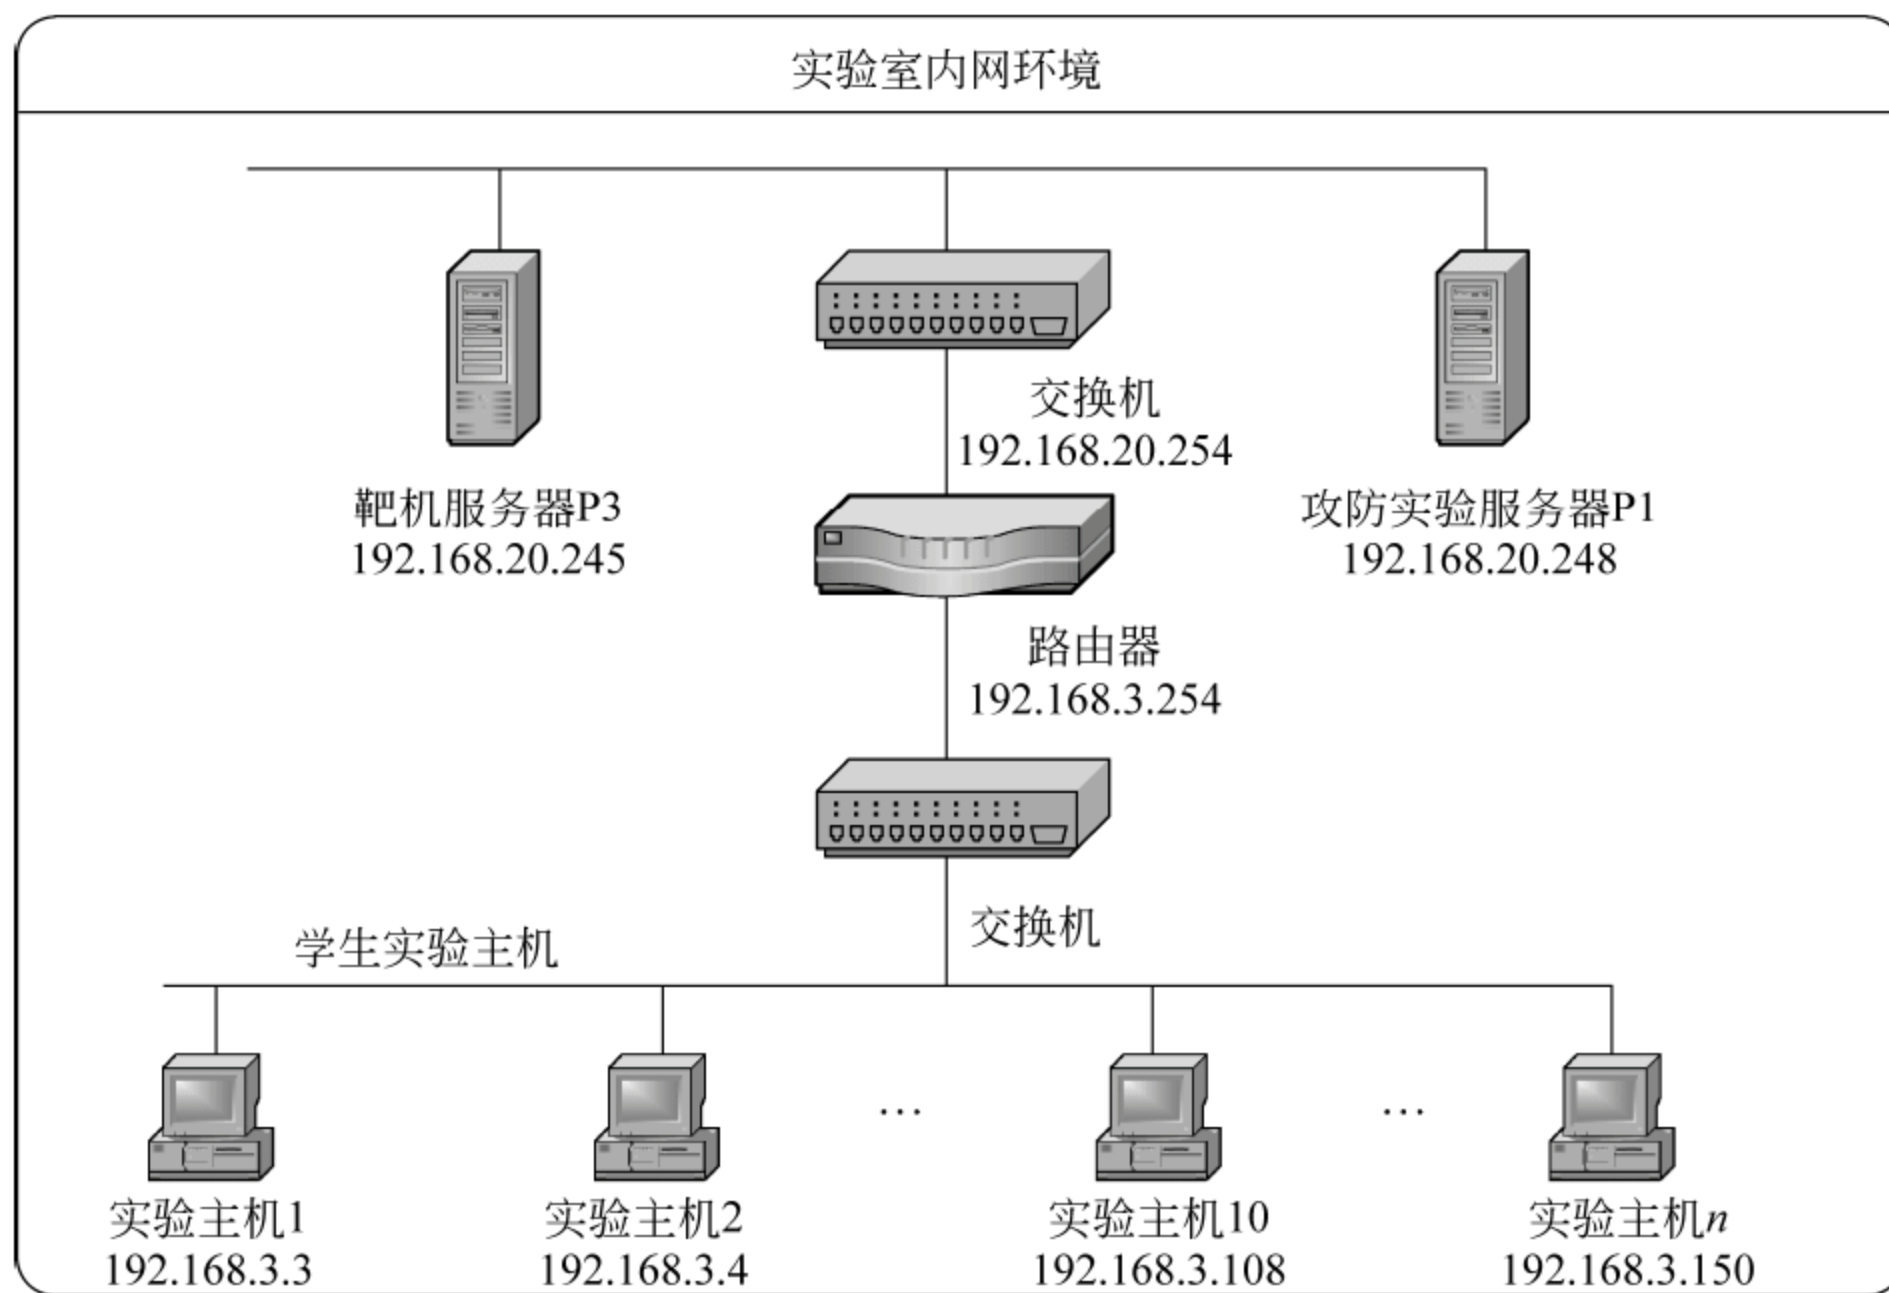 实验室内网环境
交换机
192.168.20.254
靶机服务器P3
192.168.20.245
攻防实验服务器P1
192.168.20.248
路由器
192.168.3.254
交换机
学生实验主机
…
…
实验主机1
192.168.3.3
实验主机2
192.168.3.4
实验主机10
192.168.3.108
实验主机n
192.168.3.150